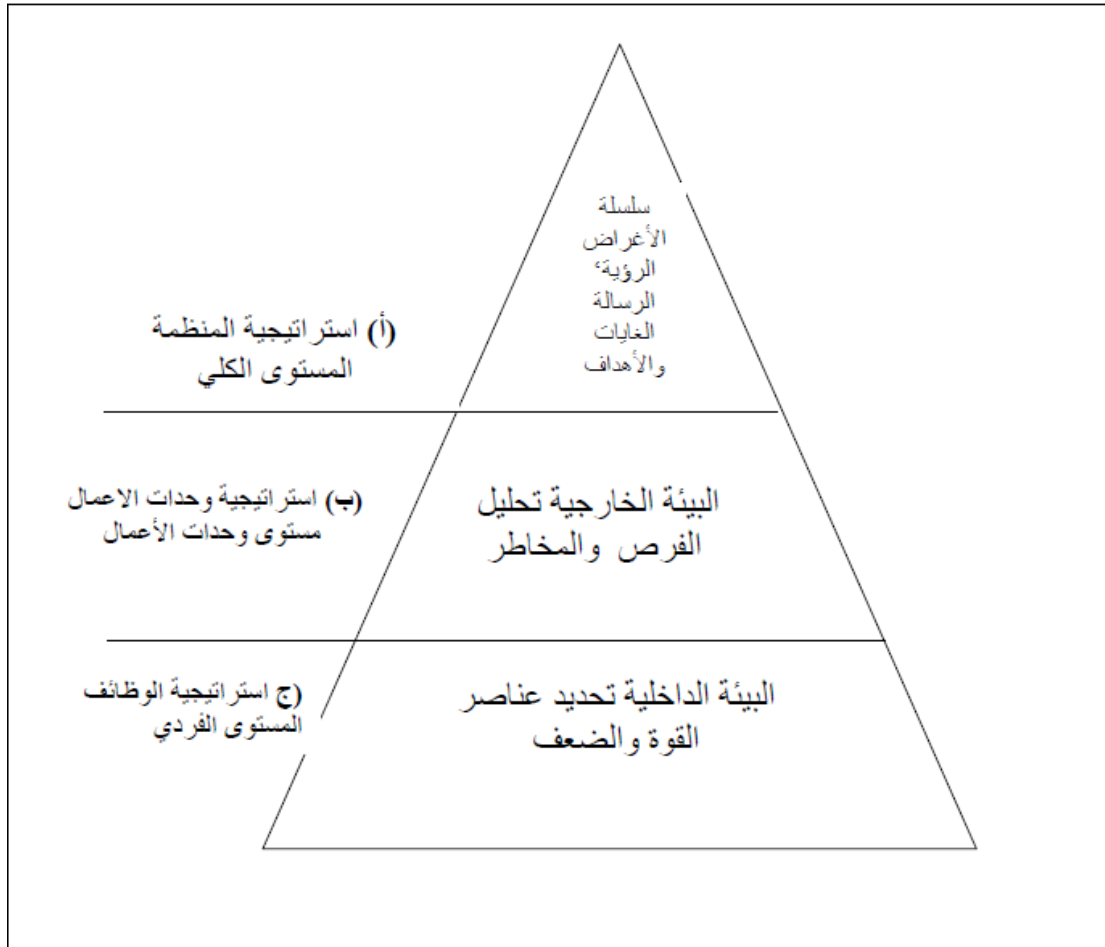 سلسلة
الأغراض
الرؤية،
الرسالة
الغايات
والأهداف
(أ) استراتيجية المنظمة
المستوى الكلي
البيئة الخارجية تحليل
الفرص والمخاطر
(ب) استراتيجية وحدات الاعمال
مستوى وحدات الأعمال
البيئة الداخلية تحديد عناصر
القوة والضعف
(ج استراتيجية الوظائف
المستوى الفردي